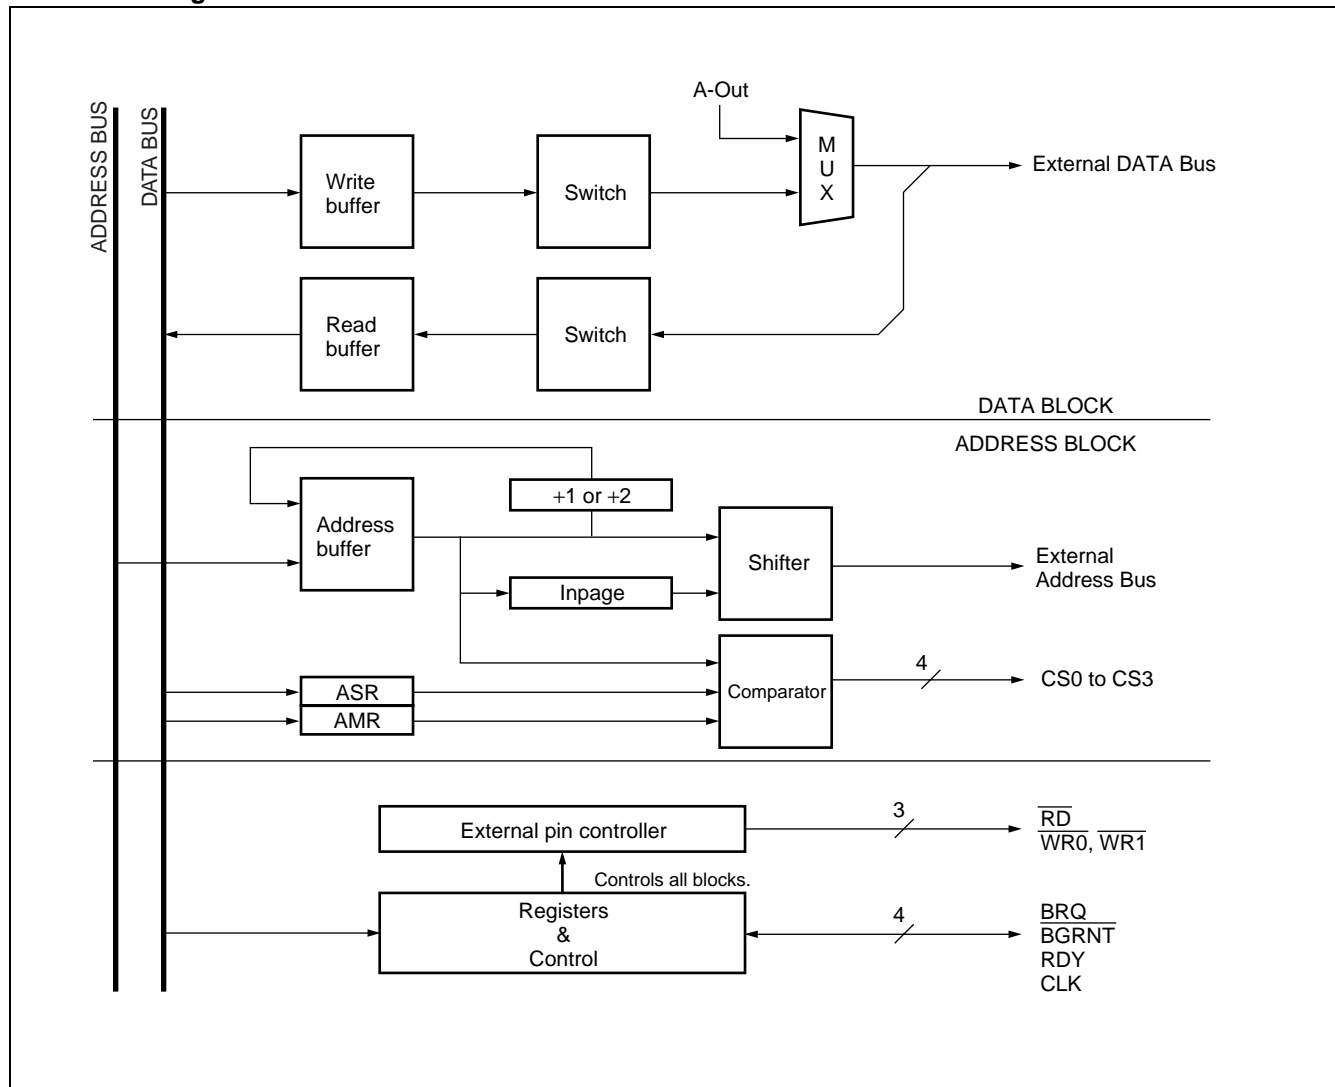 ADDRESS BUS
DATA BUS
A-Out
M
U
X
External DATA Bus
Write
buffer
Switch
Read
buffer
Switch
DATA BLOCK
ADDRESS BLOCK
+1 or +2
Address
buffer
Shifter
External
Address Bus
Inpage
4
CS0 to CS3
ASR
Comparator
AMR
3
External pin controller
RD
WR0, WR1
Controls all blocks.
Registers
&
Control
4
BRQ
BGRNT
RDY
CLK